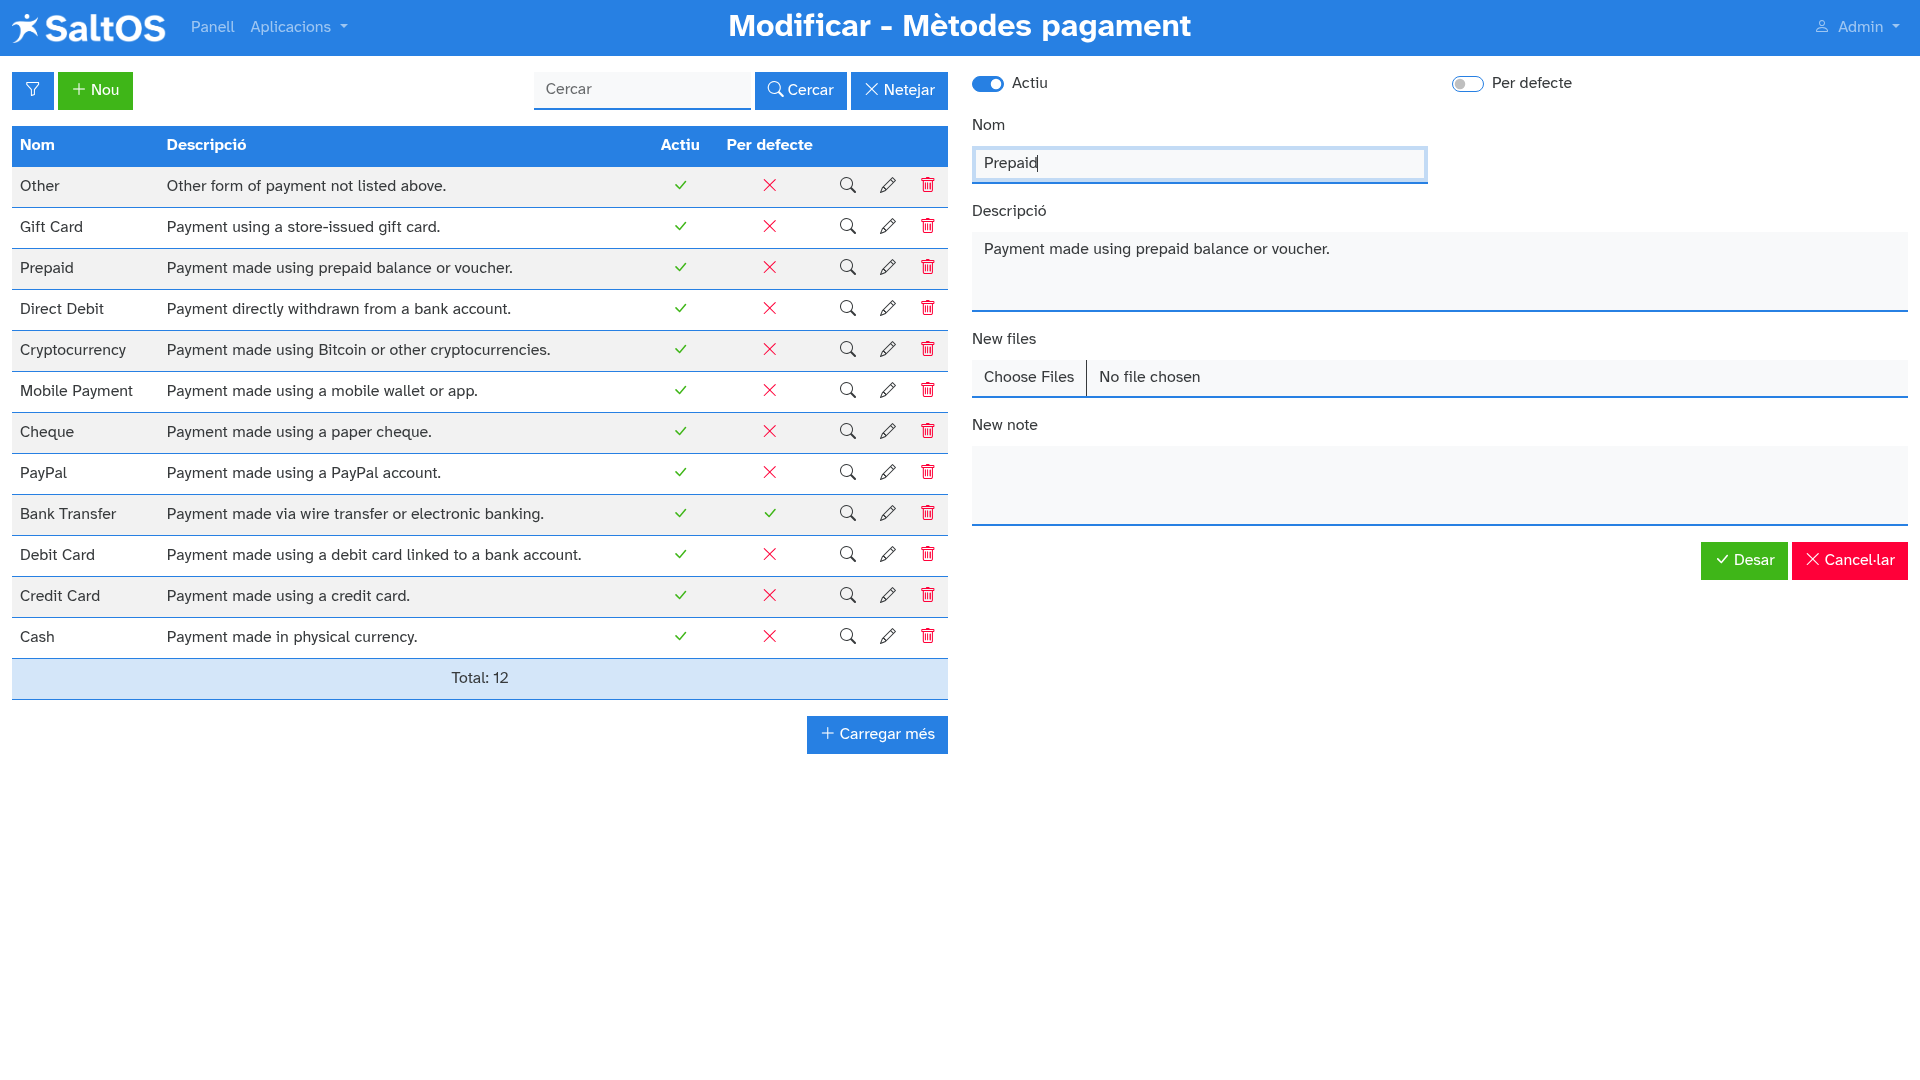 SaltOS Panell Aplicacions Modificar - Mètodes pagament Admin
Nou Cercar Cercar Netejar
Nom Descripció Actiu Per defecte
Other Other form of payment not listed above.
Gift Card Payment using a store-issued gift card.
Prepaid Payment made using prepaid balance or voucher.
Direct Debit Payment directly withdrawn from a bank account.
Cryptocurrency Payment made using Bitcoin or other cryptocurrencies.
Mobile Payment Payment made using a mobile wallet or app.
Cheque Payment made using a paper cheque.
PayPal Payment made using a PayPal account.
Bank Transfer Payment made via wire transfer or electronic banking.
Debit Card Payment made using a debit card linked to a bank account.
Credit Card Payment made using a credit card.
Cash Payment made in physical currency.
Total: 12
Carregar més
Actiu Per defecte
Nom
Prepaid
Descripció
Payment made using prepaid balance or voucher.
New files
Choose Files No file chosen
New note
Desar Cancel·lar